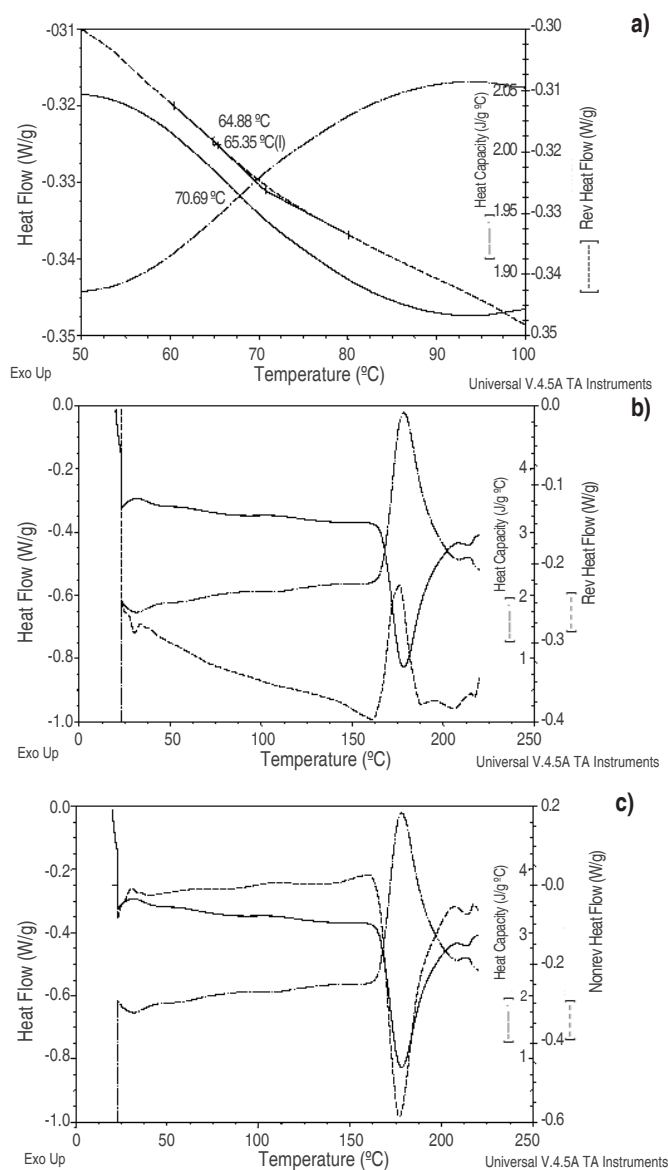 a)
-031
-0.32
-0.33
-0.34
-0.35
Heat Flow (W/g)
64.88 ºC
65.35 ºC(I)
70.69 ºC
2.05
2.00
1.95
1.90
Heat Capacity (J/g ºC)
-0.30
-0.31
-0.32
-0.33
-0.34
0.35
Rev Heat Flow (W/g)
50
60
70
80
90
100
Exo Up
Temperature (ºC)
Universal V.4.5A TA Instruments
b)
0.0
-0.2
-0.4
-0.6
-0.8
-1.0
Heat Flow (W/g)
4
3
2
1
Heat Capacity (J/g ºC)
0.0
-0.1
-0.2
-0.3
-0.4
Rev Heat Flow (W/g)
0
50
100
150
200
250
Exo Up
Temperature (ºC)
Universal V.4.5A TA Instruments
c)
0.0
-0.2
-0.4
-0.6
-0.8
-1.0
Heat Flow (W/g)
4
3
2
1
Heat Capacity (J/g ºC)
0.2
0.0
-0.2
-0.4
-0.6
Nonrev Heat Flow (W/g)
0
50
100
150
200
250
Exo Up
Temperature (ºC)
Universal V.4.5A TA Instruments